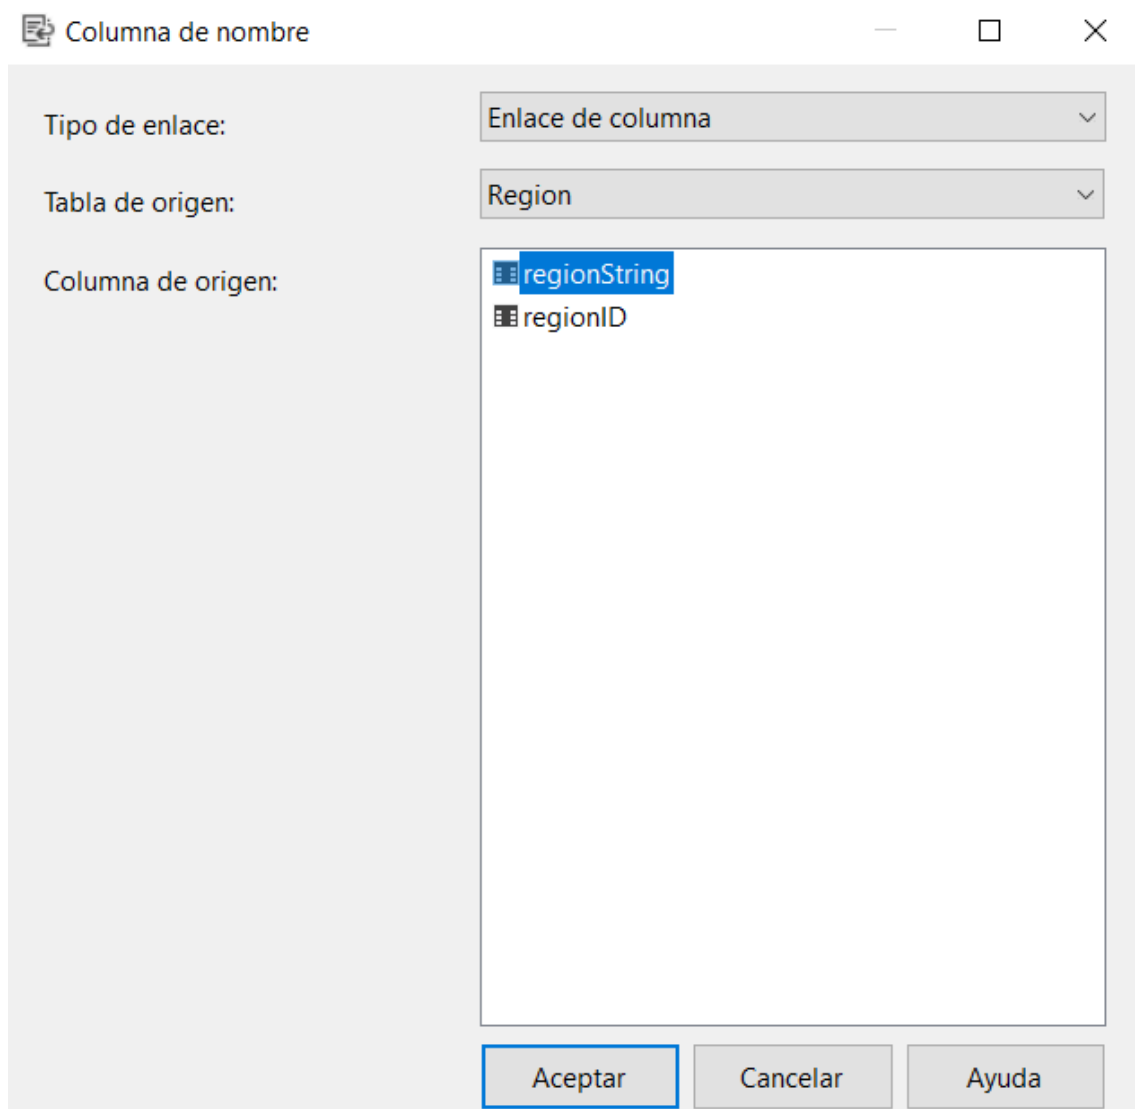 Columna de nombre
Tipo de enlace: Enlace de columna
Tabla de origen: Region
Columna de origen: regionString
regionID
Aceptar Cancelar Ayuda